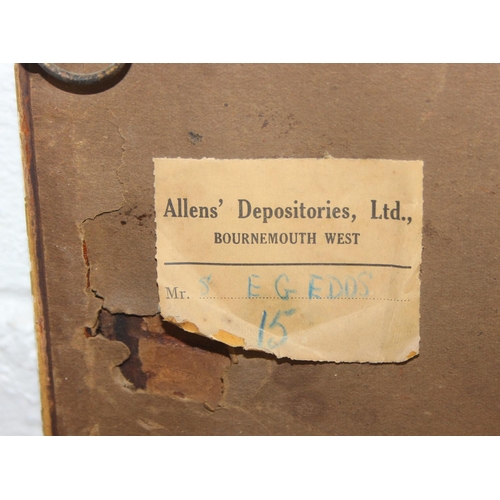 Allens' Depositories, Ltd.,
BOURNEMOUTH WEST
Mr. E G EDOS
15